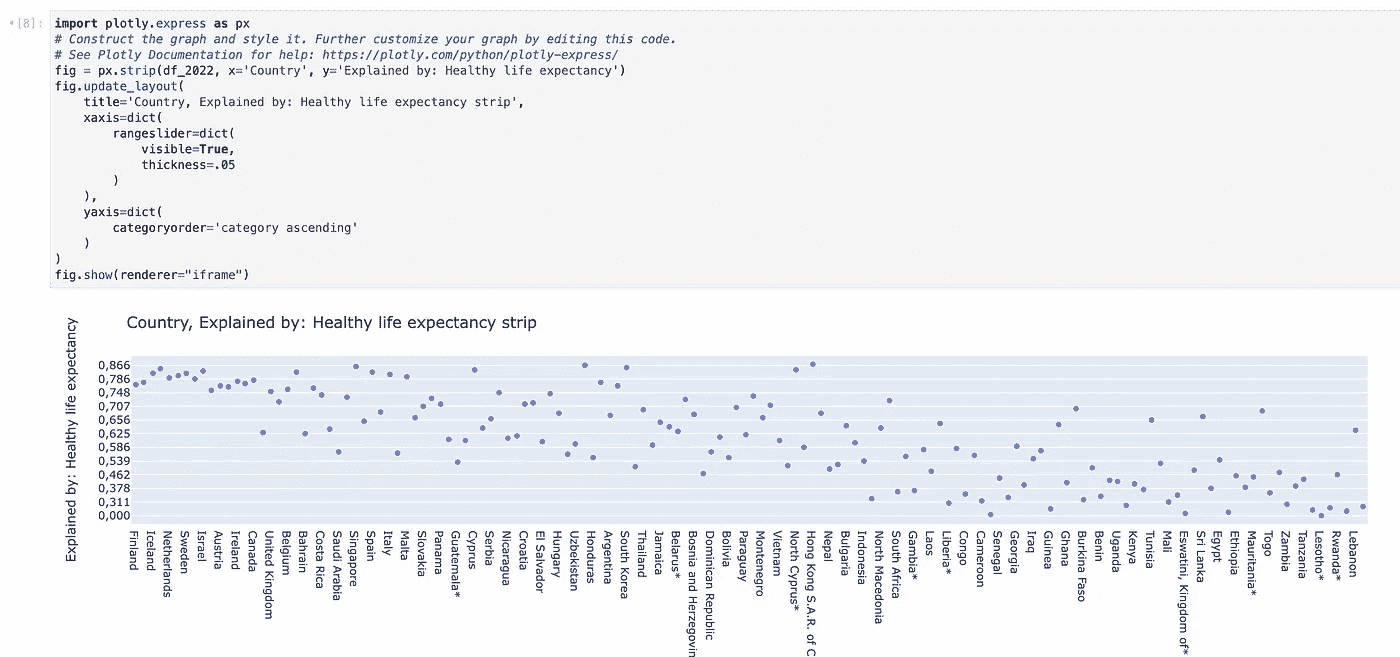 [8]:
import plotly.express as px
# Construct the graph and style it. Further customize your graph by editing this code.
# See Plotly Documentation for help: https://plotly.com/python/plotly-express/
fig = px.strip(df_2022, x='Country', y='Explained by: Healthy life expectancy')
fig.update_layout(
    title='Country, Explained by: Healthy life expectancy strip',
    xaxis=dict(
        rangeslider=dict(
            visible=True,
            thickness=.05
        )
    ),
    yaxis=dict(
        categoryorder='category ascending'
    )
)
fig.show(renderer="iframe")
Country, Explained by: Healthy life expectancy strip
Explained by: Healthy life expectancy
0,866
0,786
0,748
0,707
0,656
0,625
0,586
0,539
0,462
0,378
0,311
0,000
Finland
Iceland
Netherlands
Sweden
Israel
Austria
Ireland
Canada
United Kingdom
Belgium
Bahrain
Costa Rica
Saudi Arabia
Singapore
Spain
Italy
Malta
Slovakia
Panama
Guatemala*
Cyprus
Serbia
Nicaragua
Croatia
El Salvador
Hungary
Uzbekistan
Honduras
Argentina
South Korea
Thailand
Jamaica
Belarus*
Bosnia and Herzegovin
Dominican Republic
Bolivia
Paraguay
Montenegro
Vietnam
North Cyprus*
Hong Kong S.A.R. of C
Nepal
Bulgaria
Indonesia
North Macedonia
South Africa
Gambia*
Laos
Liberia*
Congo
Cameroon
Senegal
Georgia
Iraq
Guinea
Ghana
Burkina Faso
Benin
Uganda
Kenya
Tunisia
Mali
Eswatini, Kingdom of*
Sri Lanka
Egypt
Ethiopia
Mauritania*
Togo
Zambia
Tanzania
Lesotho*
Rwanda*
Lebanon